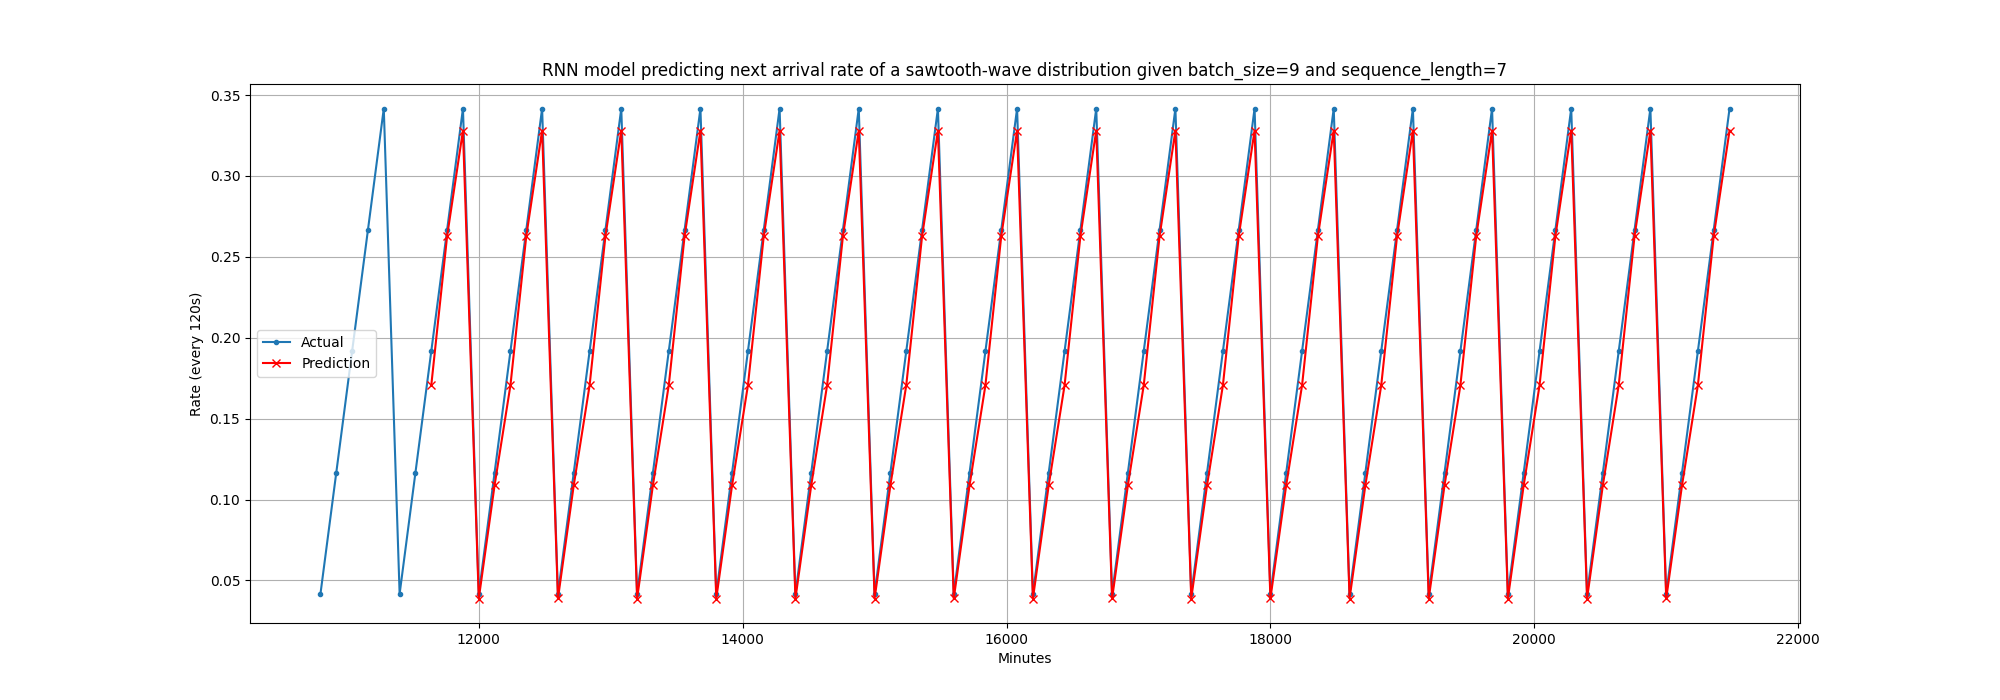 RNN model predicting next arrival rate of a sawtooth-wave distribution given batch_size=9 and sequence_length=7
0.35
0.30
0.25
0.20
0.15
0.10
0.05
Rate (every 120s)
Actual
Prediction
12000 14000 16000 18000 20000 22000
Minutes